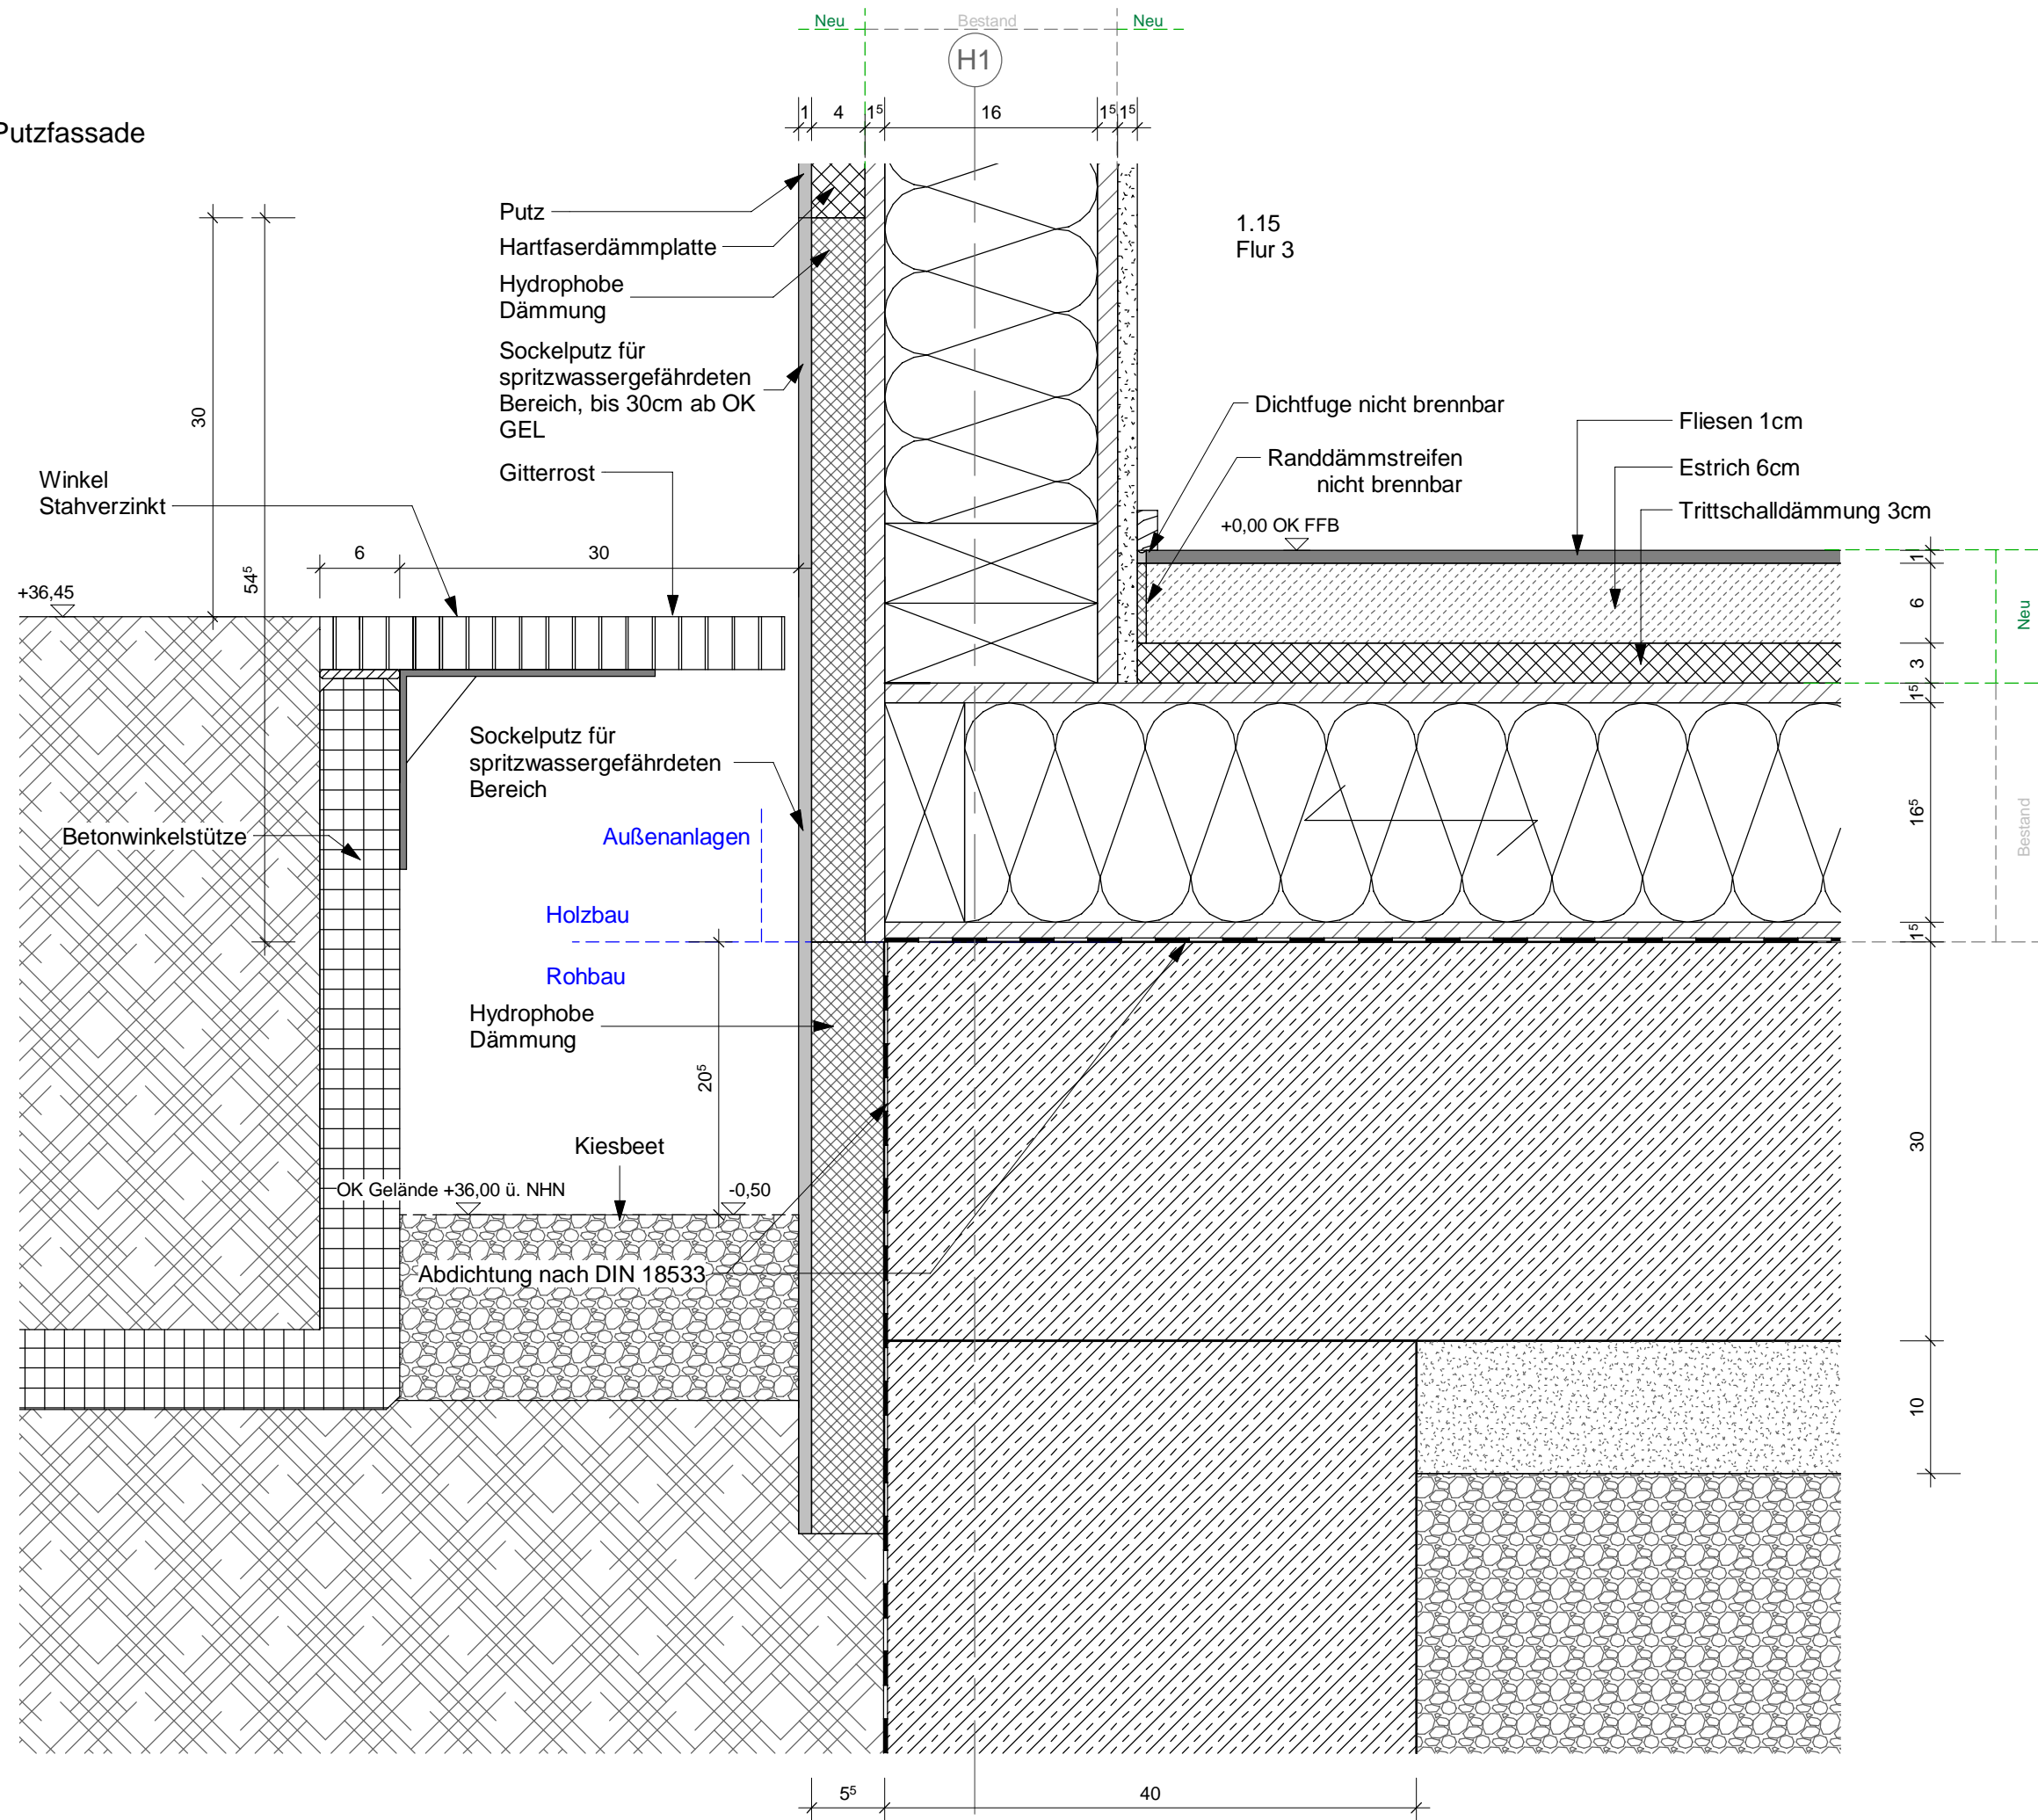 Neu
Bestand
Neu
H1
1
4
1⁵
16
1⁵
1⁵
Putzfassade
Putz
Hartfaserdämmplatte
Hydrophobe
Dämmung
Sockelputz für
spritzwassergefährdeten
Bereich, bis 30cm ab OK
GEL
Gitterrost
1.15
Flur 3
30
54⁵
Winkel
Stahverzinkt
6
30
+36,45
Dichtfuge nicht brennbar
Randdämmstreifen
nicht brennbar
+0,00 OK FFB
Fliesen 1cm
Estrich 6cm
Trittschalldämmung 3cm
1
6
3
1⁵
16⁵
1⁵
30
10
Neu
Bestand
Sockelputz für
spritzwassergefährdeten
Bereich
Betonwinkelstütze
Außenanlagen
Holzbau
Rohbau
Hydrophobe
Dämmung
20⁵
Kiesbeet
OK Gelände +36,00 ü. NHN
-0,50
Abdichtung nach DIN 18533
5⁵
40